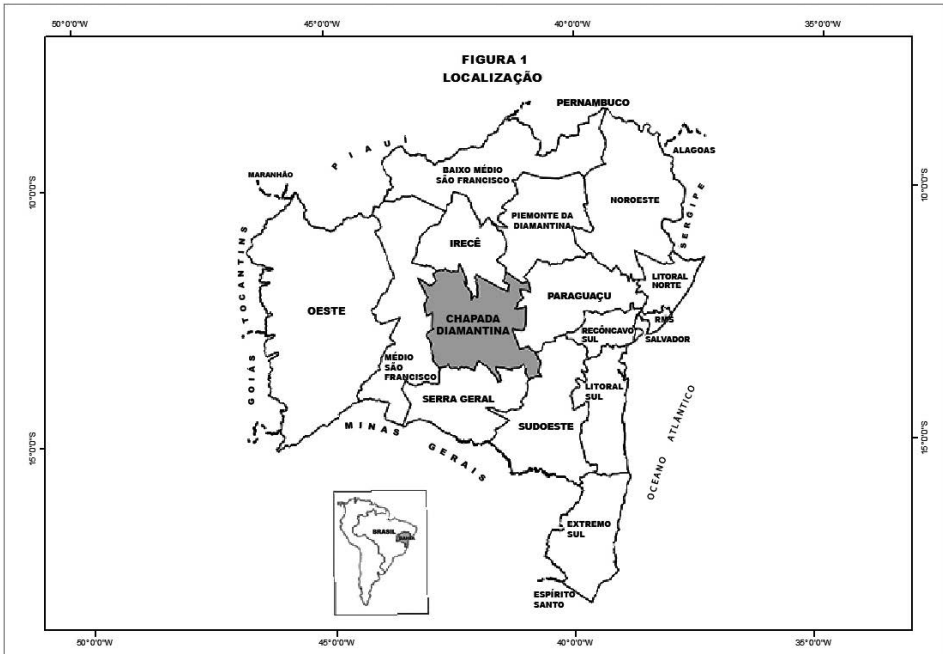 50°0'0"W 45°0'0"W 40°0'0"W 35°0'0"W
FIGURA 1
LOCALIZAÇÃO
PERNAMBUCO
ALAGOAS
PIAUÍ
MARANHÃO
BAIXO MÉDIO
SÃO FRANCISCO
10°0'0"S
10°0'0"S
NOROESTE
PIEMONTE DA
DIAMANTINA
SERGIPE
IRECÊ
LITORAL
NORTE
TOCANTINS
OESTE
PARAGUAÇU
CHAPADA
DIAMANTINA
RMS
SALVADOR
RECÔNCAVO
SUL
GOIÁS
MÉDIO
SÃO
FRANCISCO
LITORAL
SUL
SERRA GERAL
SUDOESTE
MINAS GERAIS
OCEANO ATLÂNTICO
15°0'0"S
15°0'0"S
BRASIL
BAHIA
EXTREMO
SUL
ESPÍRITO
SANTO
50°0'0"W 45°0'0"W 40°0'0"W 35°0'0"W